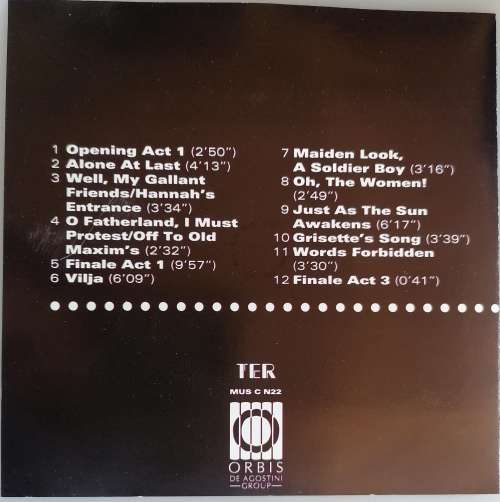 1 Opening Act 1 (2'50")
2 Alone At Last (4'13")
3 Well, My Gallant
Friends/Hannah's
Entrance (3'34")
4 O Fatherland, I Must
Protest/Off To Old
Maxim's (2'32")
5 Finale Act 1 (9'57")
6 Vilja (6'09")
7 Maiden Look,
A Soldier Boy (3'16")
8 Oh, The Women!
(2'49")
9 Just As The Sun
Awakens (6'17")
10 Grisette's Song (3'39")
11 Words Forbidden
(3'30")
12 Finale Act 3 (0'41")
TER
MUS C N22
ORBIS
DE AGOSTINI
GROUP